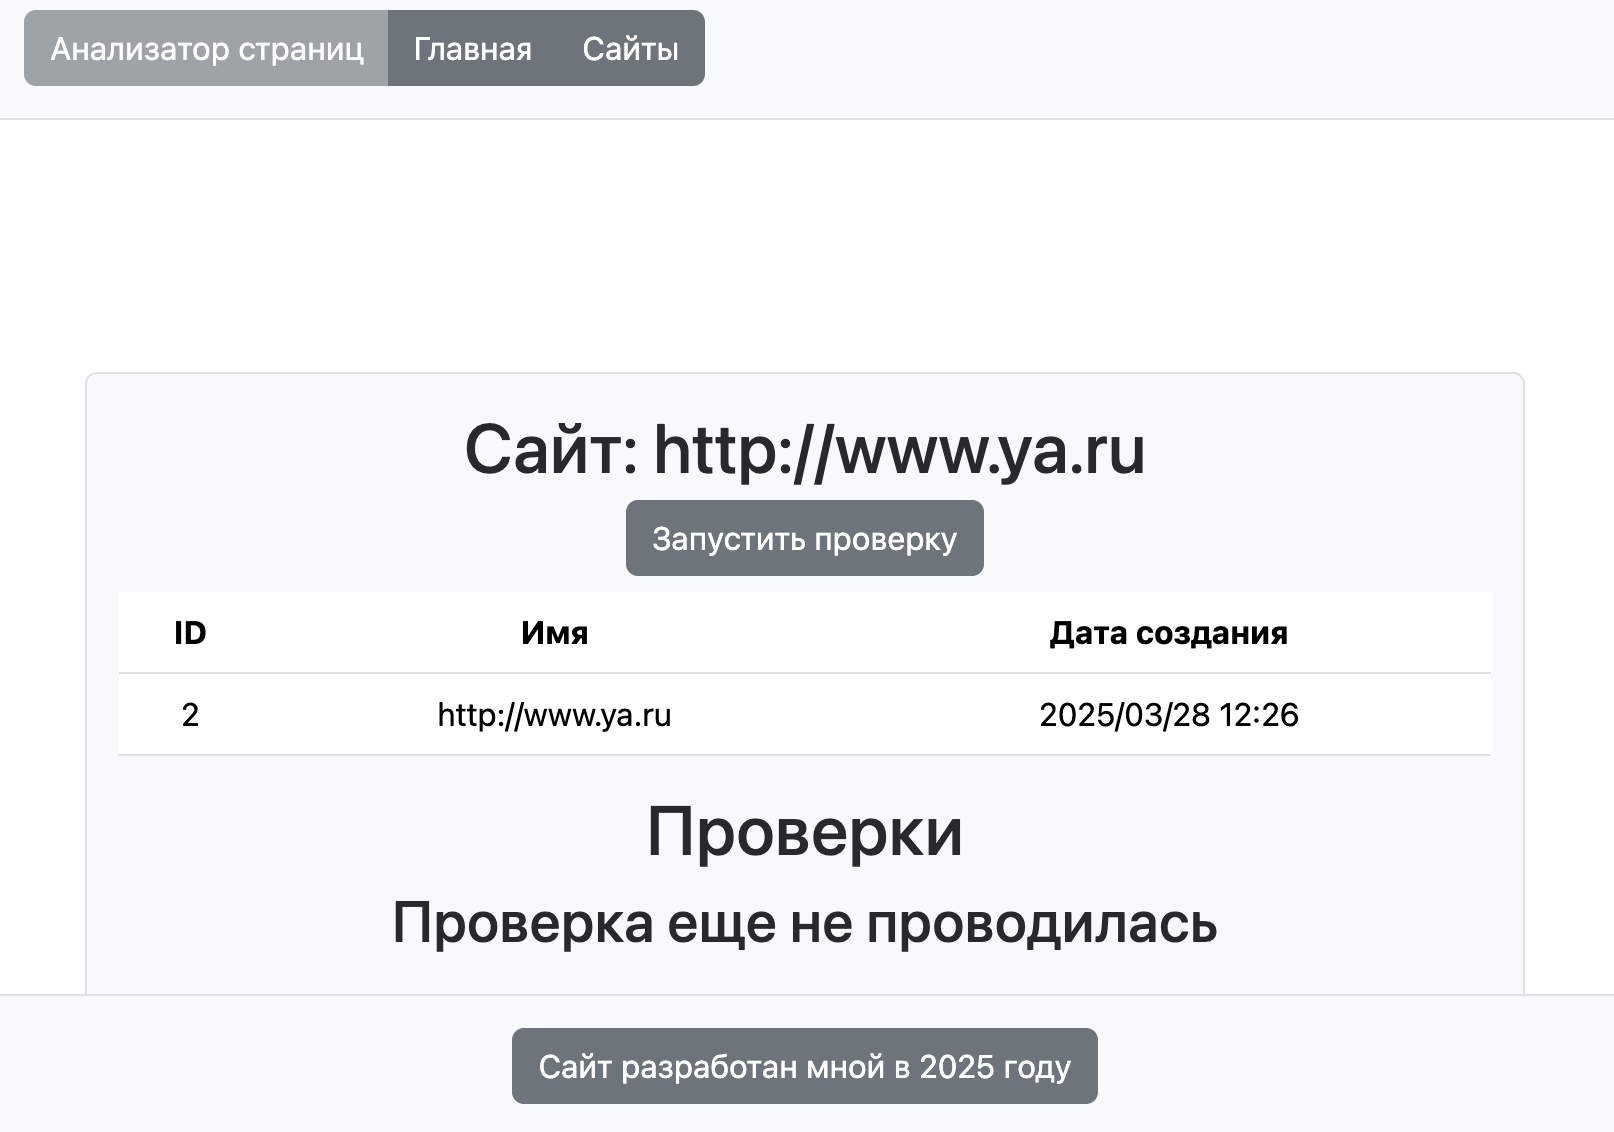 Анализатор страниц Главная Сайты
Сайт: http://www.ya.ru
Запустить проверку
ID Имя Дата создания
2 http://www.ya.ru 2025/03/28 12:26
Проверки
Проверка еще не проводилась
Сайт разработан мной в 2025 году